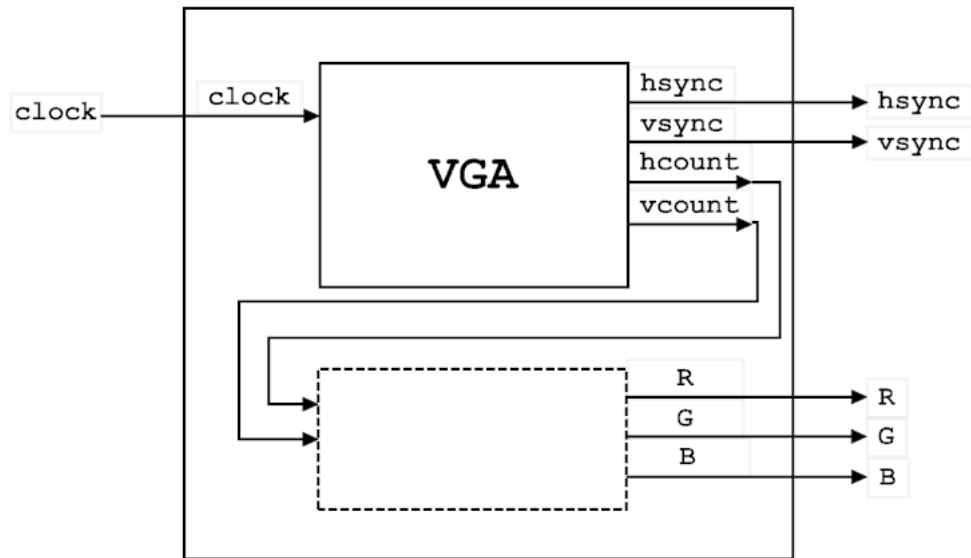 clock
clock
VGA
hsync
vsync
hcount
vcount
hsync
vsync
R
G
B
R
G
B